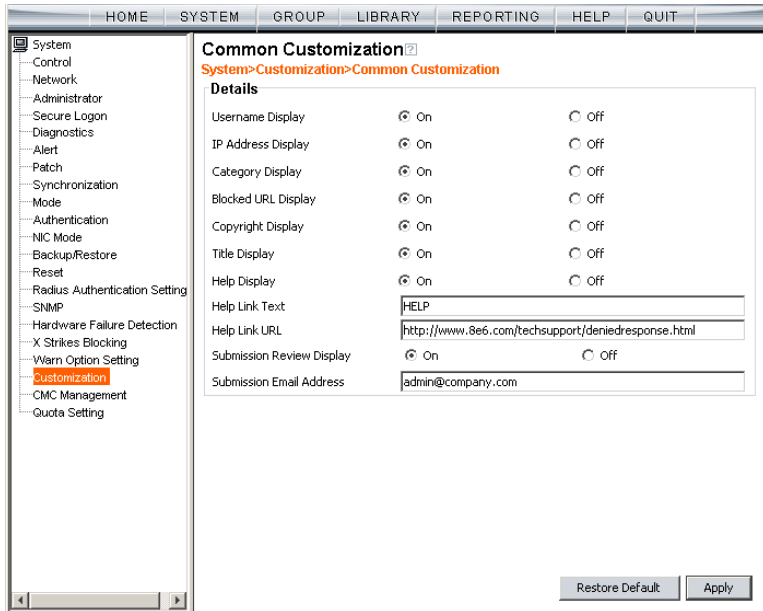 HOME SYSTEM GROUP LIBRARY REPORTING HELP QUIT
System
Control
Network
Administrator
Secure Logon
Diagnostics
Alert
Patch
Synchronization
Mode
Authentication
NIC Mode
Backup/Restore
Reset
Radius Authentication Setting
SNMP
Hardware Failure Detection
X Strikes Blocking
Warn Option Setting
Customization
CMC Management
Quota Setting
Common Customization ?
System>Customization>Common Customization
Details
Username Display On Off
IP Address Display On Off
Category Display On Off
Blocked URL Display On Off
Copyright Display On Off
Title Display On Off
Help Display On Off
Help Link Text HELP
Help Link URL http://www.8e6.com/techsupport/deniedresponse.html
Submission Review Display On Off
Submission Email Address admin@company.com
Restore Default Apply